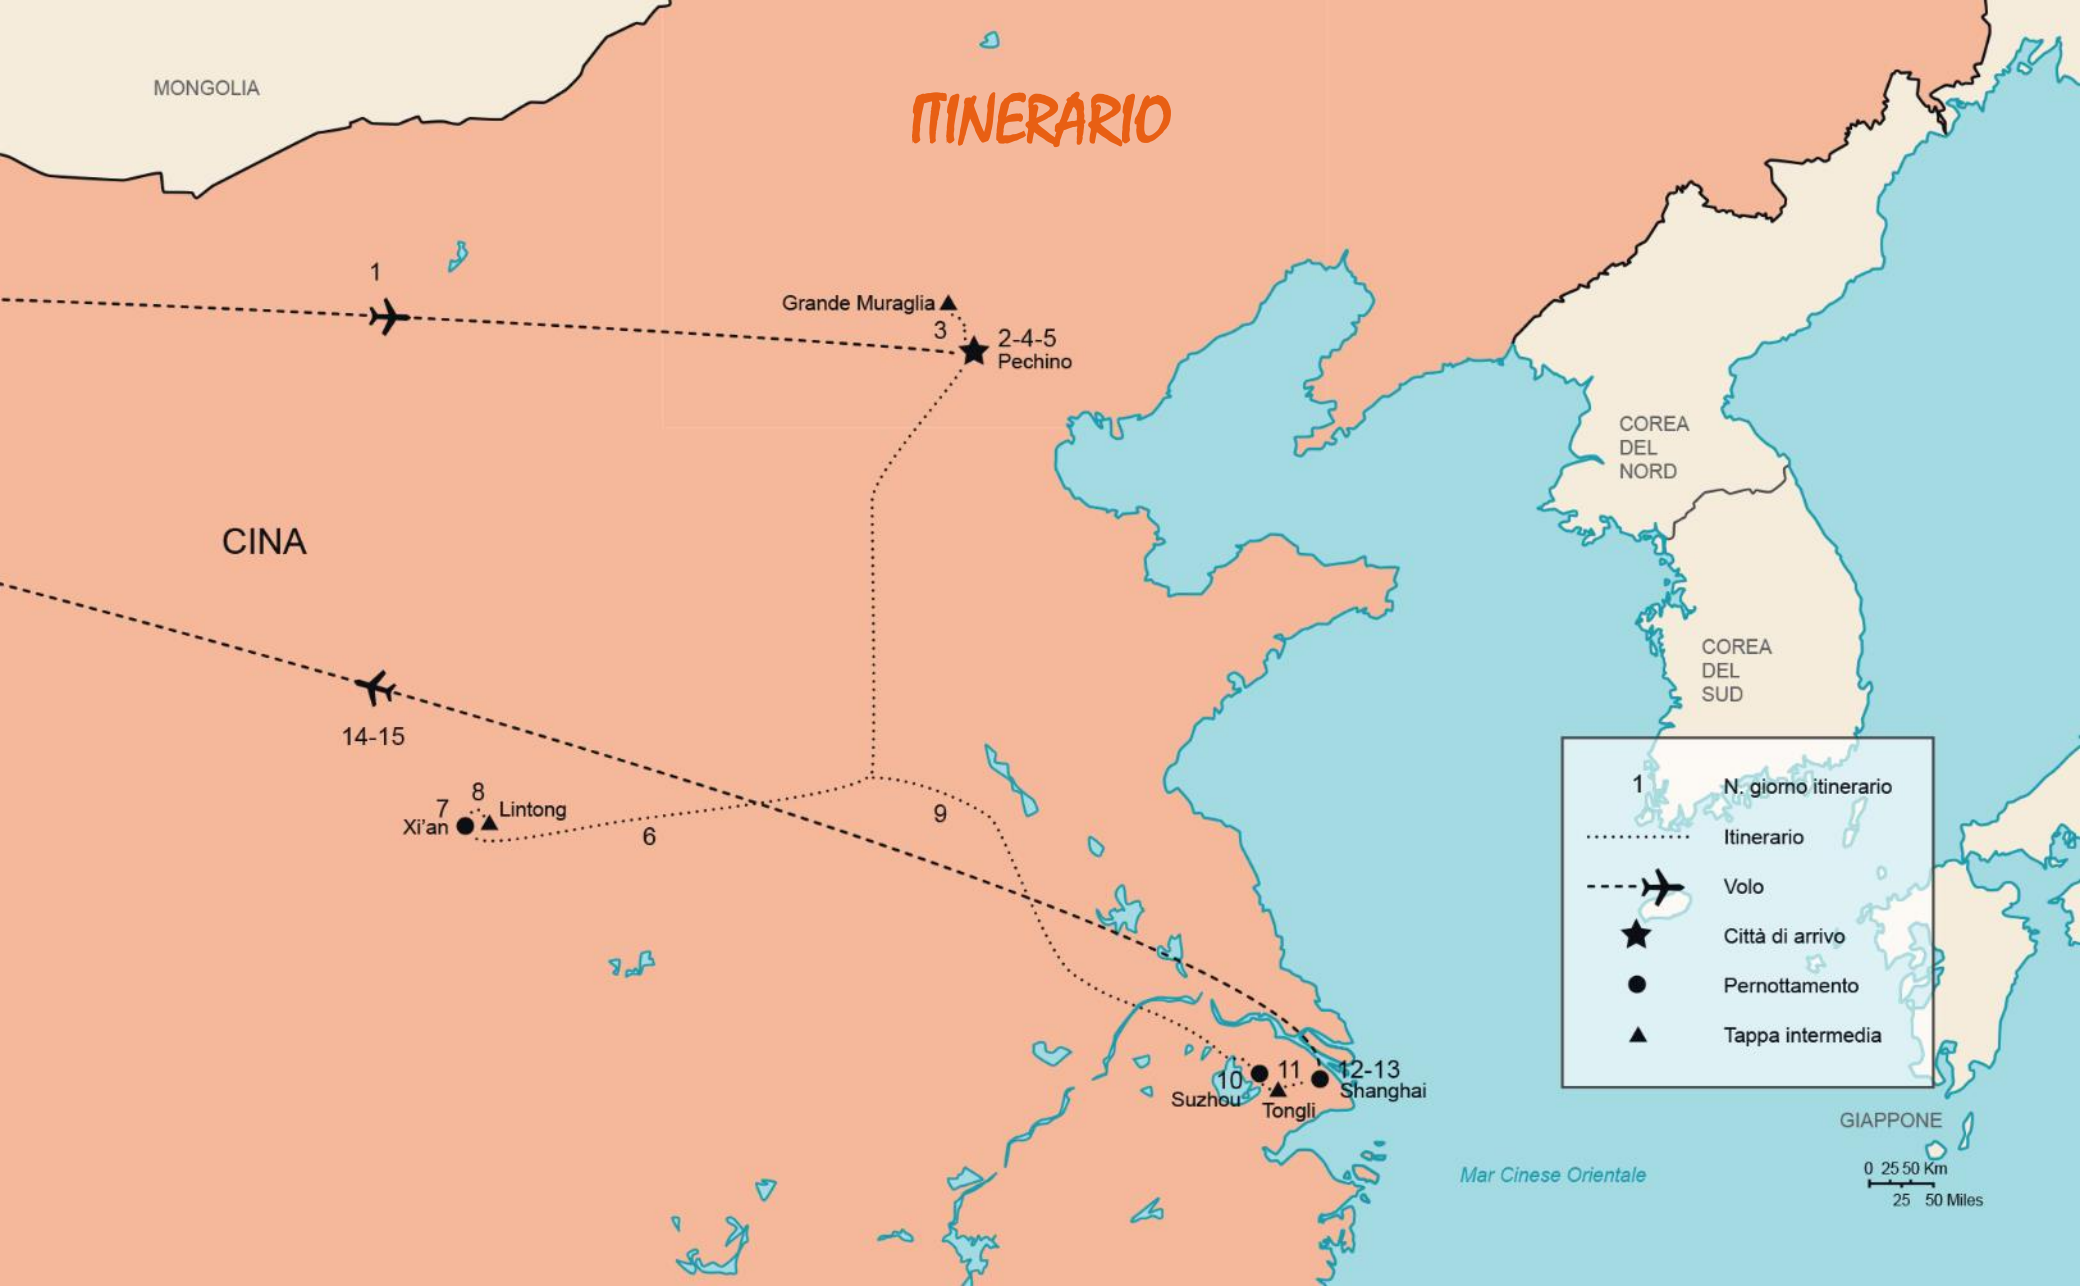 ITINERARIO
MONGOLIA
1
Grande Muraglia
3
2-4-5
Pechino
CINA
COREA
DEL
NORD
COREA
DEL
SUD
14-15
8
7
Lintong
Xi'an
6
9
1 N. giorno itinerario
Itinerario
Volo
Città di arrivo
Pernottamento
Tappa intermedia
10
11
12-13
Suzhou
Shanghai
Tongli
GIAPPONE
Mar Cinese Orientale
0 25 50 Km
25 50 Miles